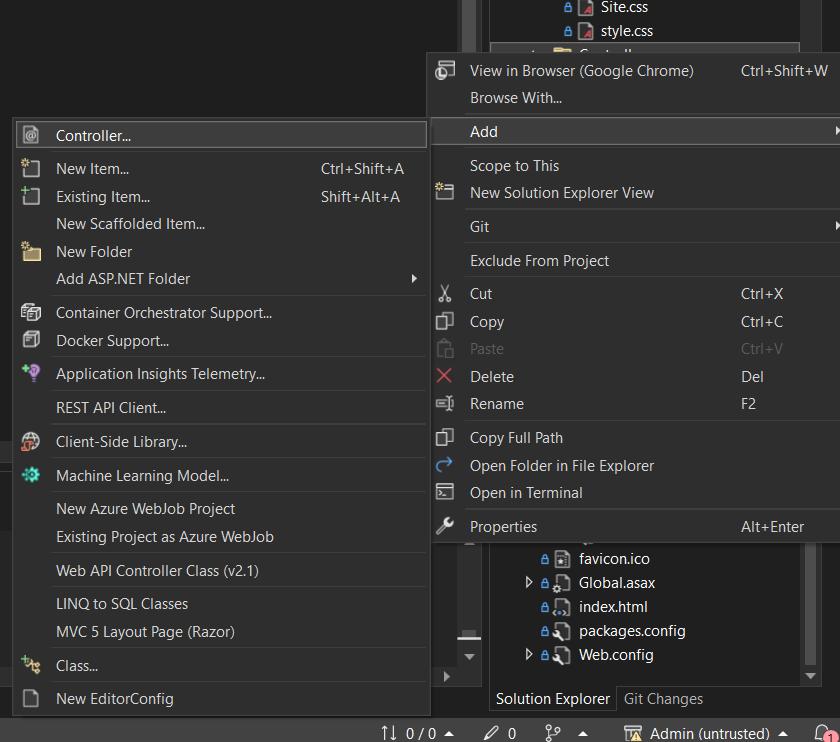 Site.css
style.css
View in Browser (Google Chrome) Ctrl+Shift+W
Browse With...
Add
Scope to This
New Solution Explorer View
Git
Exclude From Project
Cut Ctrl+X
Copy Ctrl+C
Paste Ctrl+V
Delete Del
Rename F2
Copy Full Path
Open Folder in File Explorer
Open in Terminal
Properties Alt+Enter
Controller...
New Item... Ctrl+Shift+A
Existing Item... Shift+Alt+A
New Scaffolded Item...
New Folder
Add ASP.NET Folder
Container Orchestrator Support...
Docker Support...
Application Insights Telemetry...
REST API Client...
Client-Side Library...
Machine Learning Model...
New Azure WebJob Project
Existing Project as Azure WebJob
Web API Controller Class (v2.1)
LINQ to SQL Classes
MVC 5 Layout Page (Razor)
Class...
New EditorConfig
favicon.ico
Global.asax
index.html
packages.config
Web.config
Solution Explorer Git Changes
0 / 0 0 Admin (untrusted) 1